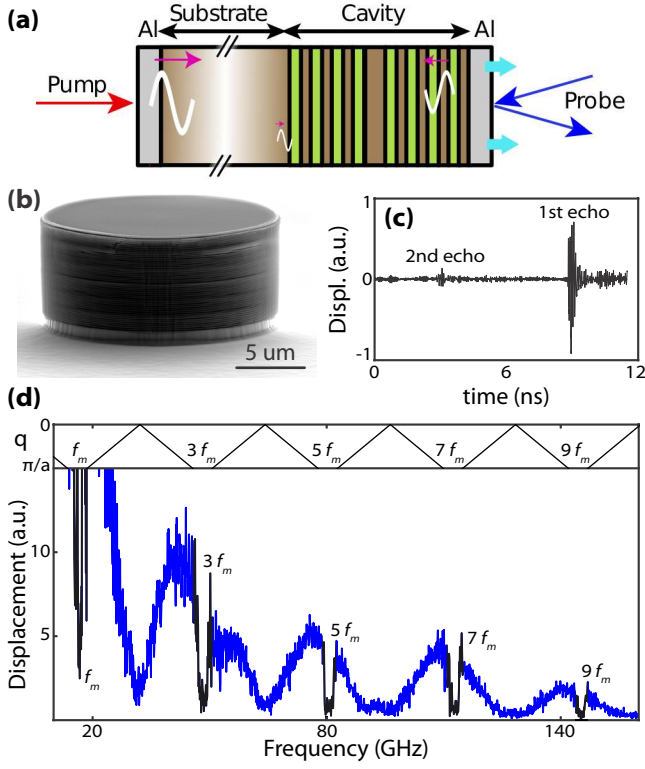 (a)
Substrate
Cavity
Al
Al
Pump
Probe
(b)
5 um
(c)
1st echo
2nd echo
Displ. (a.u.)
1
0
-1
0
6
12
time (ns)
(d)
q
0
π/a
f_m
3 f_m
5 f_m
7 f_m
9 f_m
Displacement (a.u.)
10
5
f_m
3 f_m
5 f_m
7 f_m
9 f_m
20
80
140
Frequency (GHz)